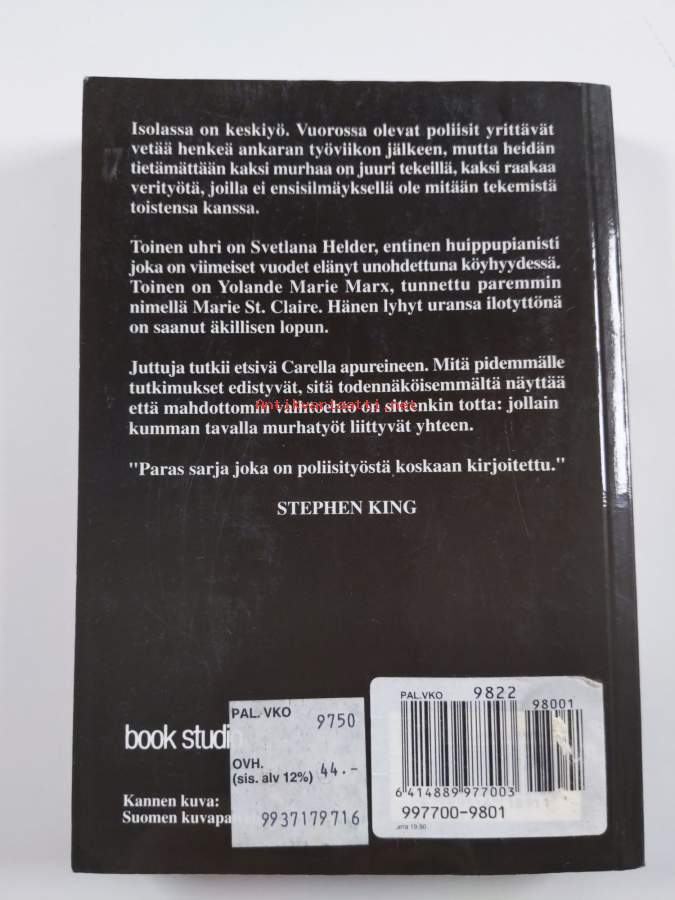 Isolassa on keskiyö. Vuorossa olevat poliisit yrittävät
vetää henkeä ankaran työviikon jälkeen, mutta heidän
tietämättään kaksi murhaa on juuri tekeillä, kaksi raakaa
verityötä, joilla ei ensisilmäyksellä ole mitään tekemistä
toistensa kanssa.
Toinen uhri on Svetlana Helder, entinen huippupianisti
joka on viimeiset vuodet elänyt unohdettuna köyhyydessä.
Toinen on Yolande Marie Marx, tunnettu paremmin
nimellä Marie St. Claire. Hänen lyhyt uransa ilotyttönä
on saanut äkillisen lopun.
Juttuja tutkii etsivä Carella apureineen. Mitä pidemmälle
tutkimukset edistyvät, sitä todennäköisemmältä näyttää
että mahdottomin vaihtoehto on sittenkin totta: jollain
kumman tavalla murhatyöt liittyvät yhteen.
"Paras sarja joka on poliisityöstä koskaan kirjoitettu."
STEPHEN KING
book studi
Kannen kuva:
Suomen kuvapa
PAL. VKO 9750
OVH.
(sis. alv 12%) 44.-
9937179716
PAL.VKO 9822
98001
6 414889 977003
997700-9801